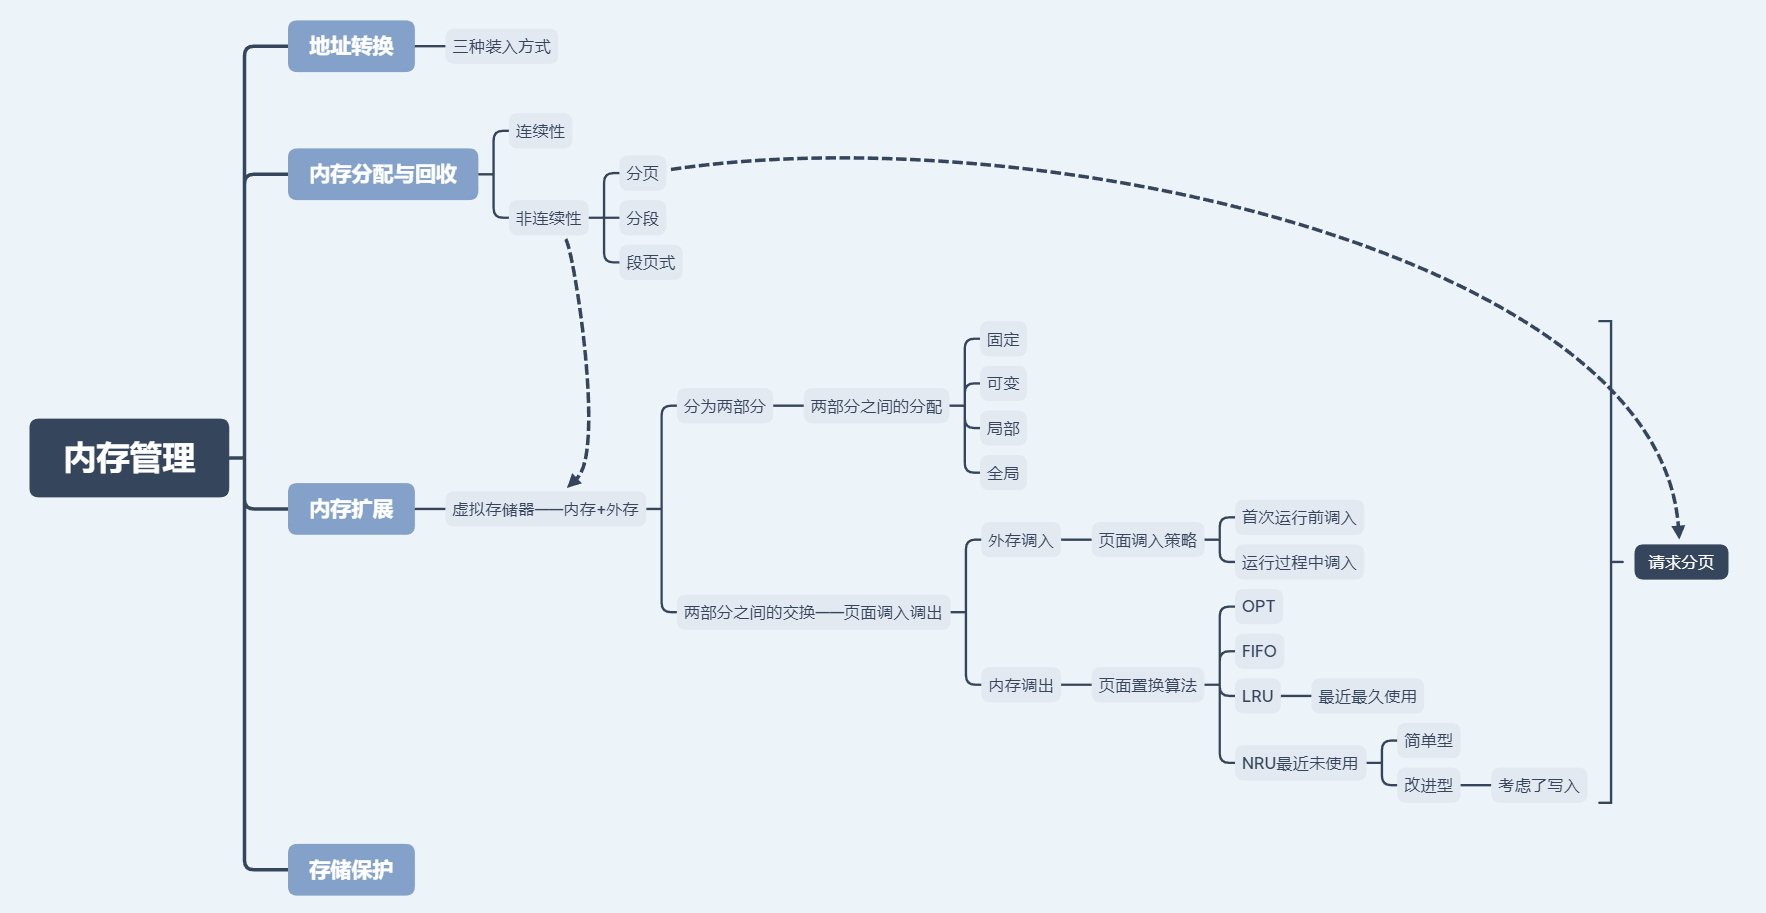 内存管理
地址转换
三种装入方式
内存分配与回收
连续性
非连续性
分页
分段
段页式
内存扩展
虚拟存储器——内存+外存
分为两部分
两部分之间的分配
固定
可变
局部
全局
两部分之间的交换——页面调入调出
外存调入
页面调入策略
首次运行前调入
运行过程中调入
内存调出
页面置换算法
OPT
FIFO
LRU
最近最久使用
NRU最近未使用
简单型
改进型
考虑了写入
请求分页
存储保护